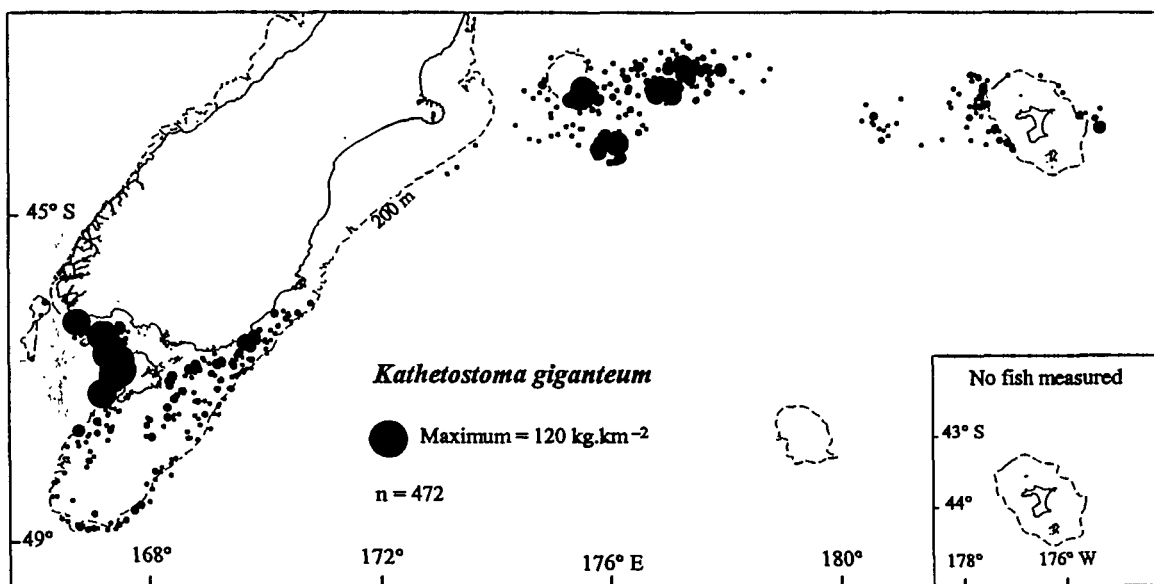 45° S
200 m
Kathetostoma giganteum
No fish measured
Maximum = 120 kg.km⁻²
43° S
n = 472
44°
49°
168°
172°
176° E
180°
178°
176° W